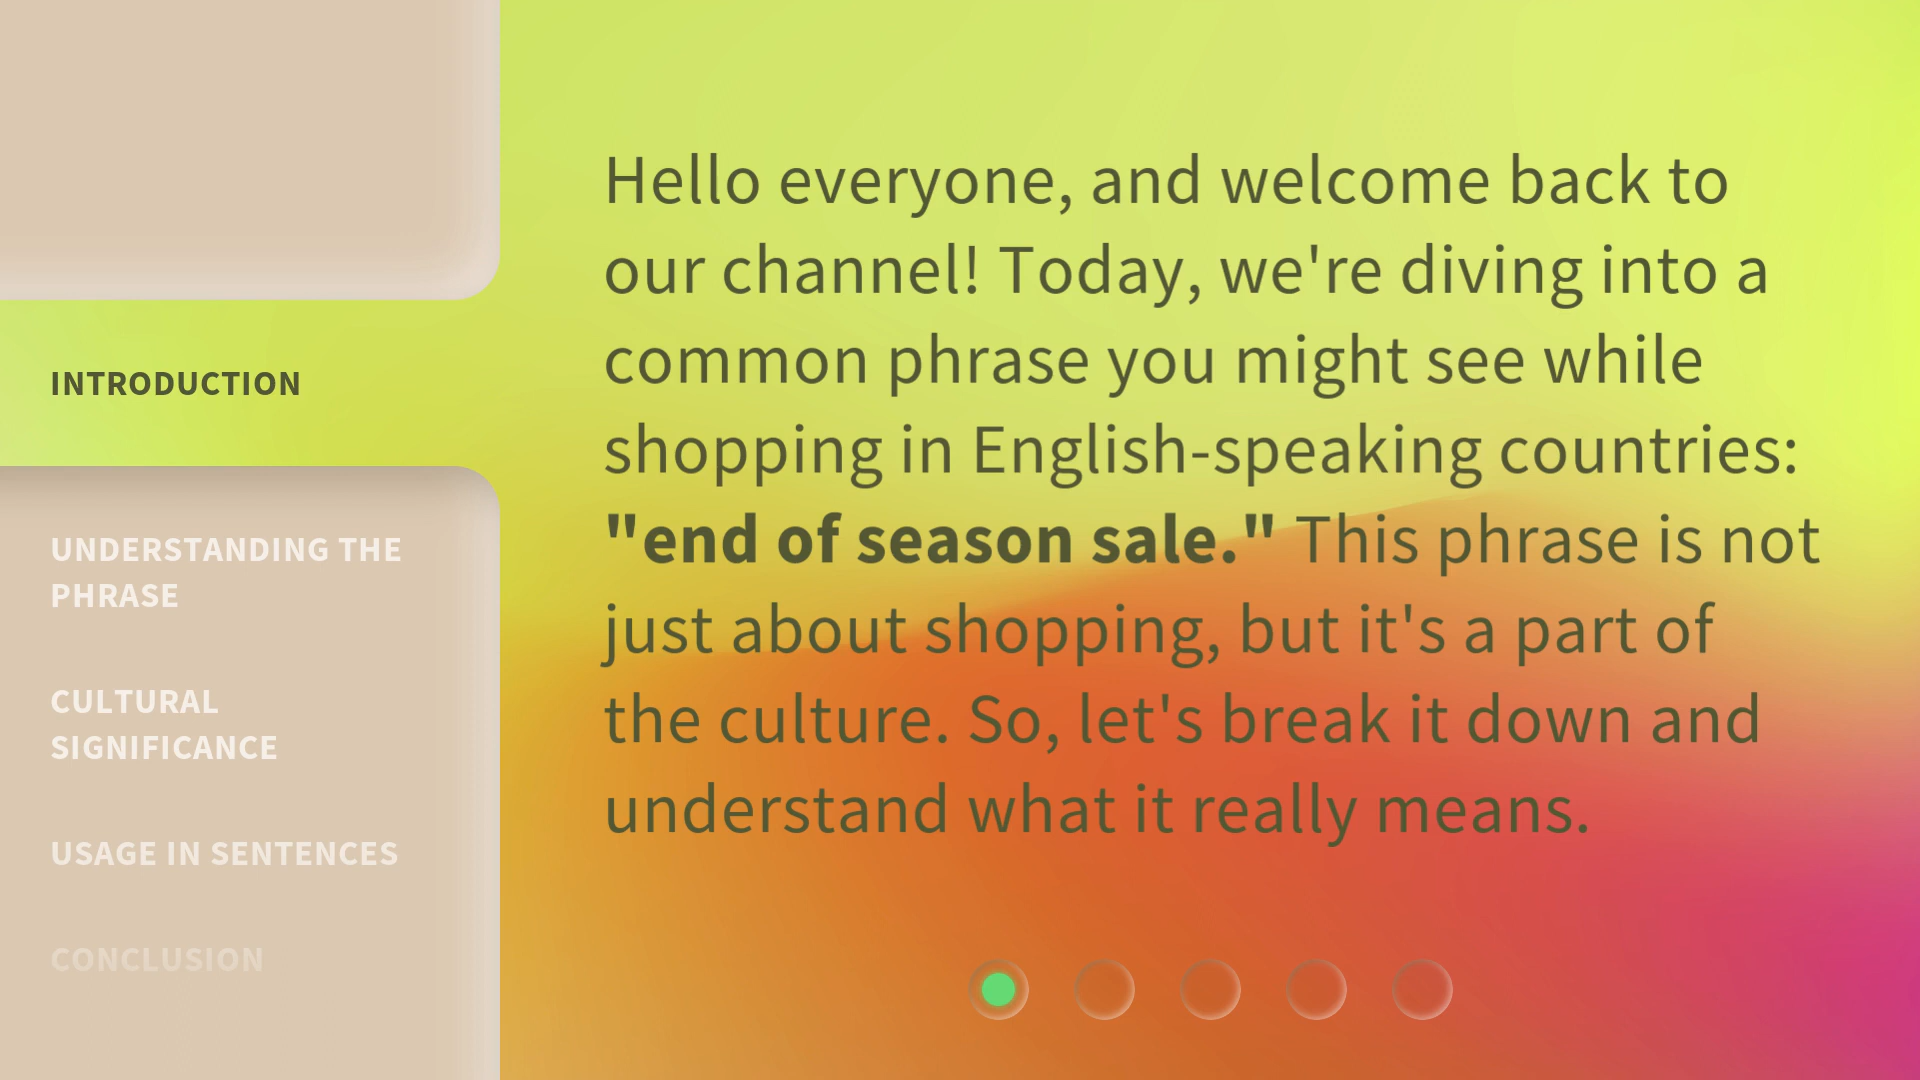 INTRODUCTION
UNDERSTANDING THE
PHRASE
CULTURAL
SIGNIFICANCE
USAGE IN SENTENCES
CONCLUSION
Hello everyone, and welcome back to
our channel! Today, we're diving into a
common phrase you might see while
shopping in English-speaking countries:
"end of season sale." This phrase is not
just about shopping, but it's a part of
the culture. So, let's break it down and
understand what it really means.